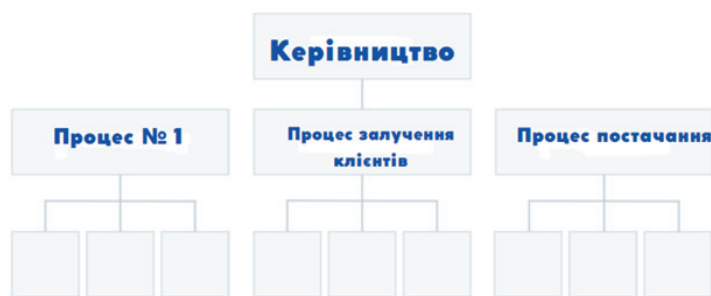 Керівництво
Процес № 1
Процес залучення
клієнтів
Процес постачання